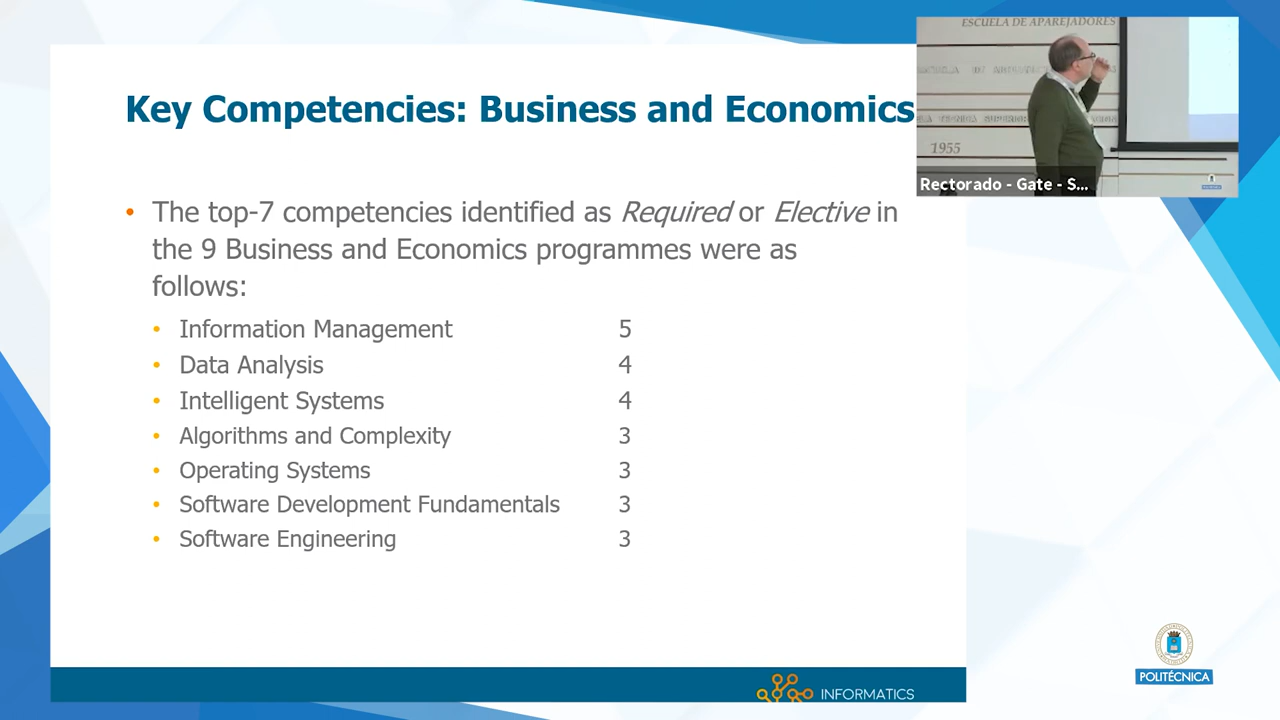 Key Competencies: Business and Economics
ESCUELA DE APAREJADORES
1955
Rectorado - Gate - S...
• The top-7 competencies identified as Required or Elective in
the 9 Business and Economics programmes were as
follows:
• Information Management 5
• Data Analysis 4
• Intelligent Systems 4
• Algorithms and Complexity 3
• Operating Systems 3
• Software Development Fundamentals 3
• Software Engineering 3
INFORMATICS
POLITÉCNICA